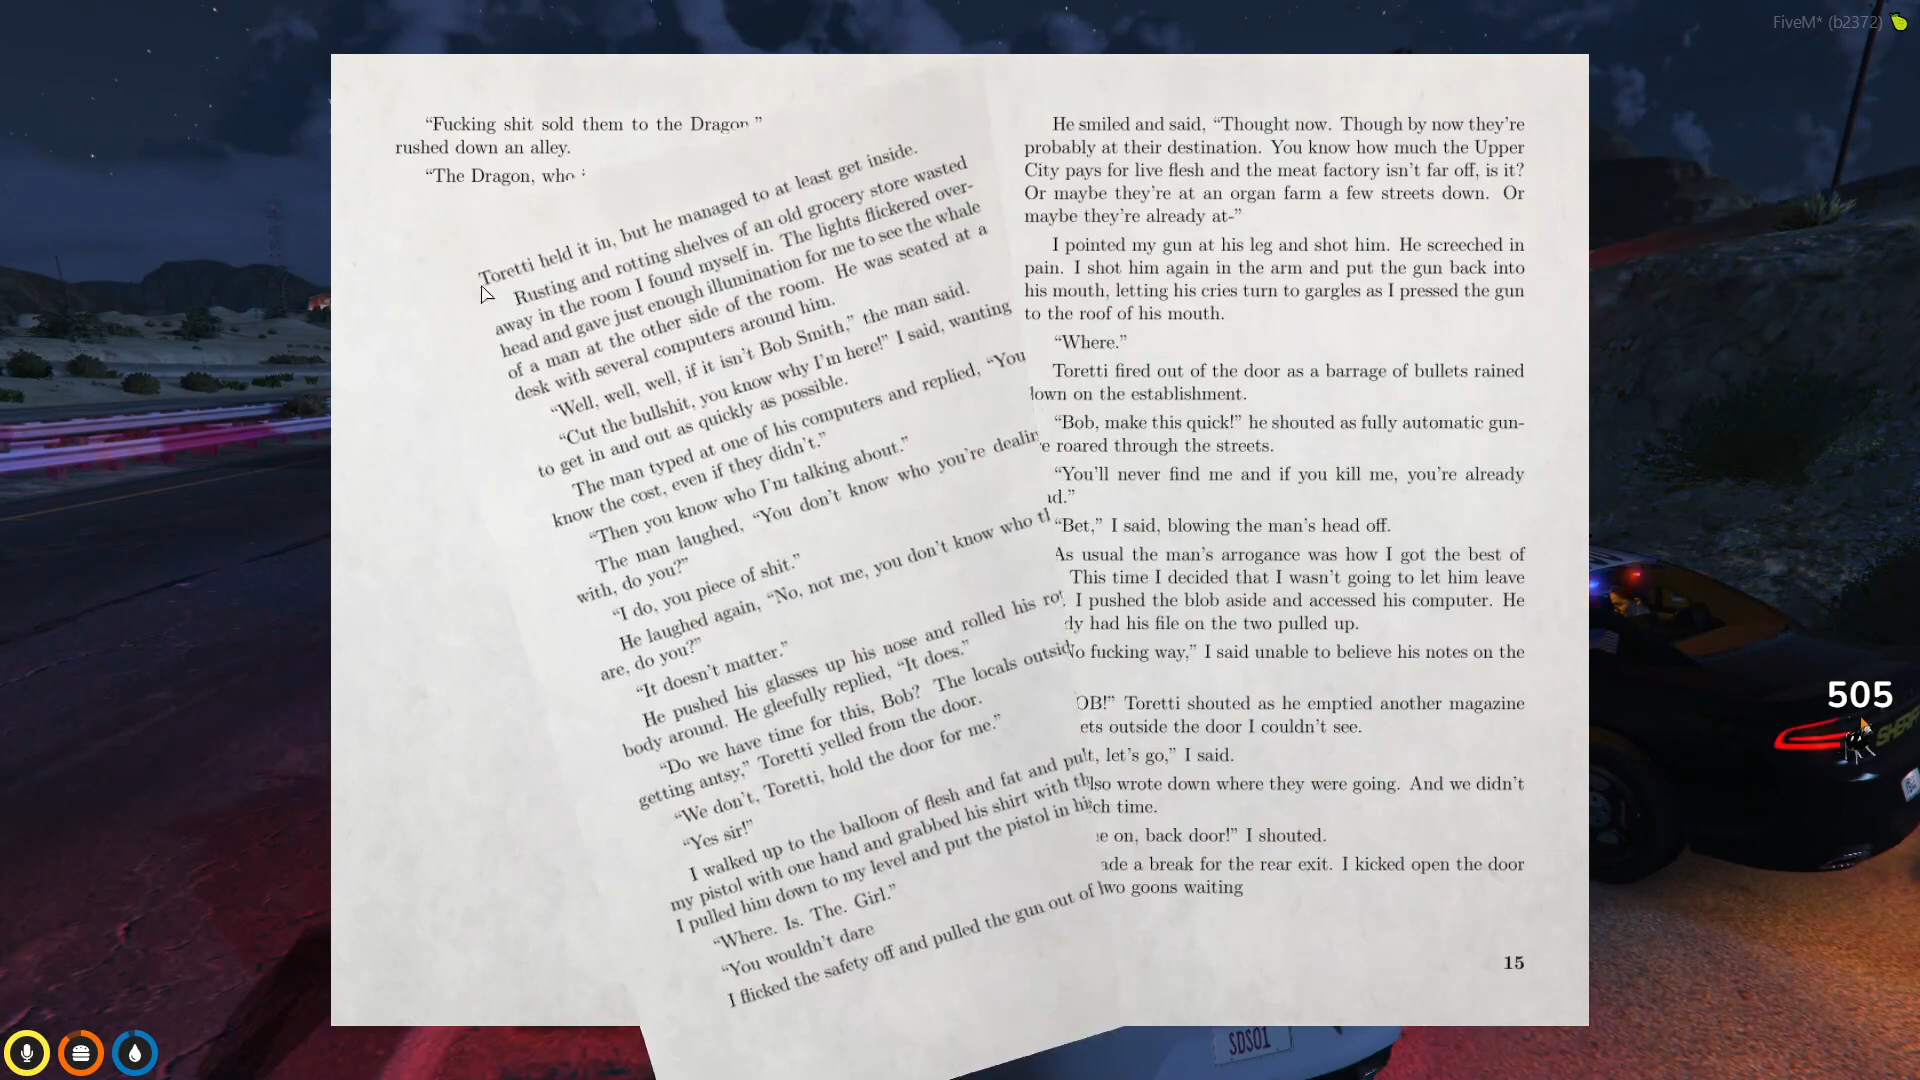 FiveM* (b2372)
“Fucking shit sold them to the Dragon.”
rushed down an alley.
“The Dragon, who
Toretti held it in, but he managed to at least get inside.
Rusting and rotting shelves of an old grocery store wasted
away in the room I found myself in. The lights flickered over-
head and gave just enough illumination for me to see the whale
of a man at the other side of the room. He was seated at a
desk with several computers around him.
“Well, well, well, if it isn’t Bob Smith,” the man said.
“Cut the bullshit, you know why I’m here!” I said, wanting
to get in and out as quickly as possible.
The man typed at one of his computers and replied, “You
know the cost, even if they didn’t.”
“Then you know who I’m talking about.”
The man laughed, “You don’t know who you’re dealin
with, do you?”
“I do, you piece of shit.”
He laughed again, “No, not me, you don’t know who th
are, do you?”
“It doesn’t matter.”
He pushed his glasses up his nose and rolled his rot
body around. He gleefully replied, “It does.”
“Do we have time for this, Bob? The locals outsid
getting antsy,” Toretti yelled from the door.
“We don’t, Toretti, hold the door for me.”
“Yes sir!”
I walked up to the balloon of flesh and fat and pu
my pistol with one hand and grabbed his shirt with th
I pulled him down to my level and put the pistol in hi
“Where. Is. The. Girl.”
“You wouldn’t dare
I flicked the safety off and pulled the gun out of
He smiled and said, “Thought now. Though by now they’re
probably at their destination. You know how much the Upper
City pays for live flesh and the meat factory isn’t far off, is it?
Or maybe they’re at an organ farm a few streets down. Or
maybe they’re already at-”
I pointed my gun at his leg and shot him. He screeched in
pain. I shot him again in the arm and put the gun back into
his mouth, letting his cries turn to gargles as I pressed the gun
to the roof of his mouth.
“Where.”
Toretti fired out of the door as a barrage of bullets rained
down on the establishment.
“Bob, make this quick!” he shouted as fully automatic gun-
e roared through the streets.
“You’ll never find me and if you kill me, you’re already
d.”
“Bet,” I said, blowing the man’s head off.
As usual the man’s arrogance was how I got the best of
This time I decided that I wasn’t going to let him leave
. I pushed the blob aside and accessed his computer. He
dy had his file on the two pulled up.
No fucking way,” I said unable to believe his notes on the
OB!” Toretti shouted as he emptied another magazine
ets outside the door I couldn’t see.
t, let’s go,” I said.
lso wrote down where they were going. And we didn’t
ch time.
e on, back door!” I shouted.
ade a break for the rear exit. I kicked open the door
two goons waiting
15
505
SHERIFF
SDSO1